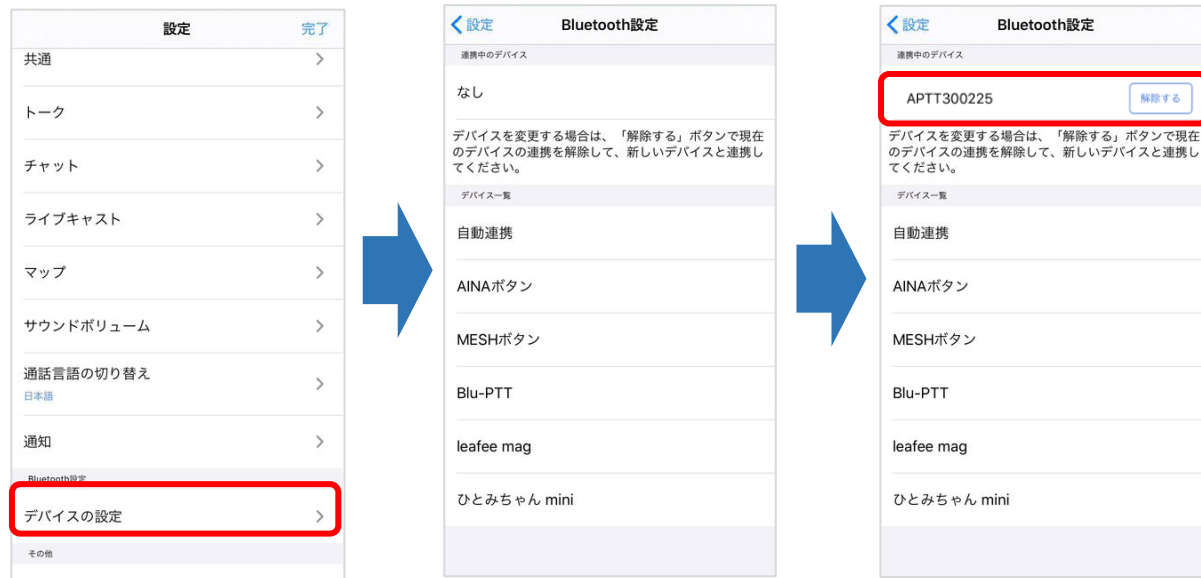 設定
完了
共通
トーク
チャット
ライブキャスト
マップ
サウンドボリューム
通話言語の切り替え
日本語
通知
Bluetooth設定
デバイスの設定
その他
設定
Bluetooth設定
連携中のデバイス
なし
デバイスを変更する場合は、「解除する」ボタンで現在
のデバイスの連携を解除して、新しいデバイスと連携し
てください。
デバイス一覧
自動連携
AINAボタン
MESHボタン
Blu-PTT
leafee mag
ひとみちゃん mini
設定
Bluetooth設定
連携中のデバイス
APTT300225
解除する
デバイスを変更する場合は、「解除する」ボタンで現在
のデバイスの連携を解除して、新しいデバイスと連携し
てください。
デバイス一覧
自動連携
AINAボタン
MESHボタン
Blu-PTT
leafee mag
ひとみちゃん mini